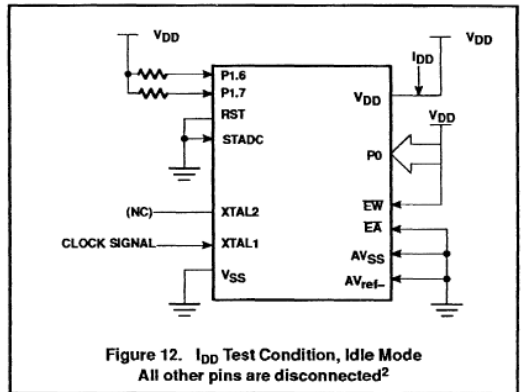 VDD
VDD
IDD
P1.6
P1.7
VDD
VDD
RST
STADC
P0
(NC)
XTAL2
EW
EA
CLOCK SIGNAL
XTAL1
AVSS
VSS
AVref–
Figure 12. IDD Test Condition, Idle Mode
All other pins are disconnected2